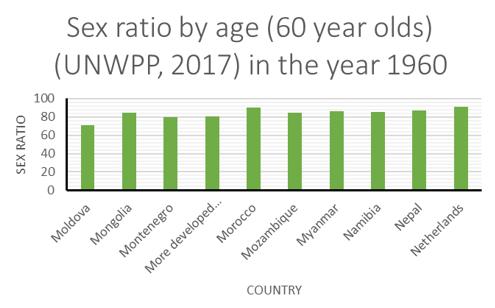 Sex ratio by age (60 year olds)
(UNWPP, 2017) in the year 1960
100
80
60
40
20
0
SEX RATIO
Moldova
Mongolia
Montenegro
More developed...
Morocco
Mozambique
Myanmar
Namibia
Nepal
Netherlands
COUNTRY